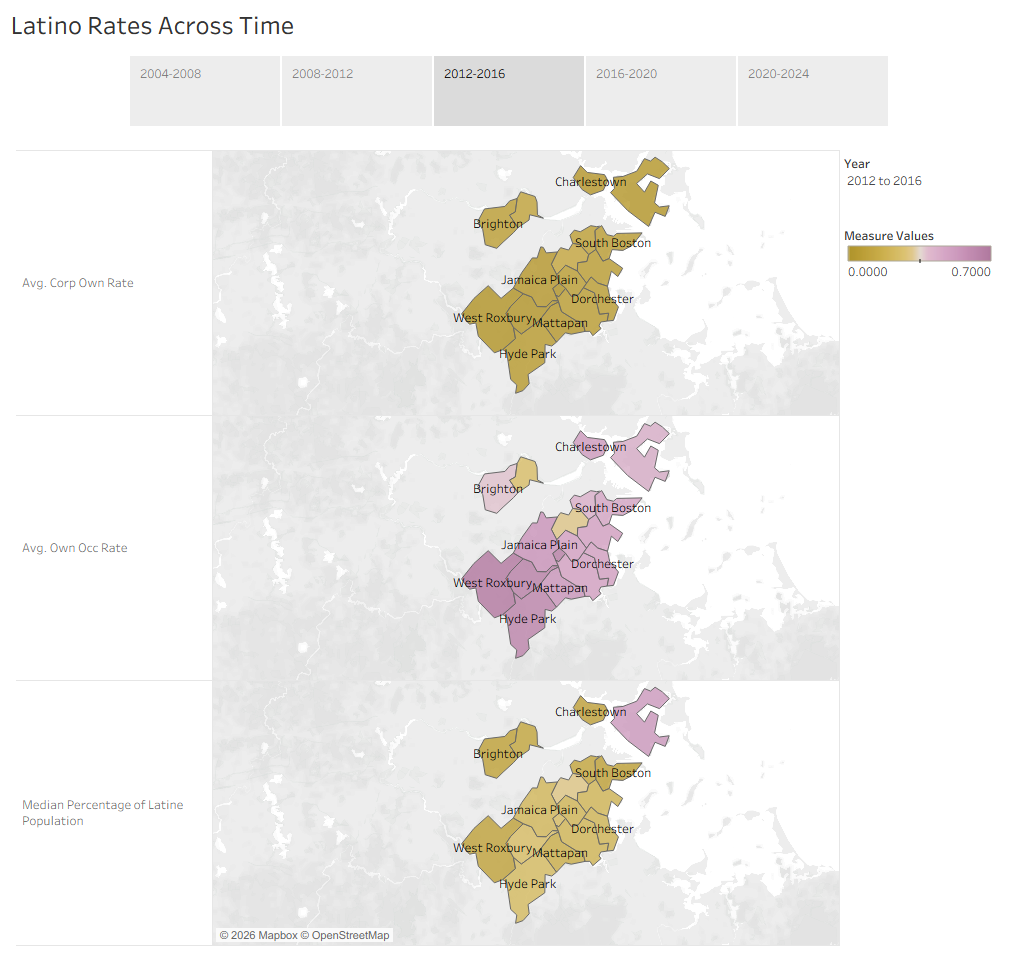 Latino Rates Across Time
2004-2008
2008-2012
2012-2016
2016-2020
2020-2024
Year
2012 to 2016
Measure Values
0.0000
0.7000
Avg. Corp Own Rate
Charlestown
Brighton
South Boston
Jamaica Plain
Dorchester
West Roxbury
Mattapan
Hyde Park
Avg. Own Occ Rate
Charlestown
Brighton
South Boston
Jamaica Plain
Dorchester
West Roxbury
Mattapan
Hyde Park
Median Percentage of Latine
Population
Charlestown
Brighton
South Boston
Jamaica Plain
Dorchester
West Roxbury
Mattapan
Hyde Park
© 2026 Mapbox © OpenStreetMap